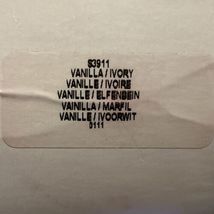 S3911
VANILLA / IVORY
VANILLE / IVOIRE
VANILLE / ELFENBEIN
VAINILLA / MARFIL
VANILLE / IVOORWIT
0111